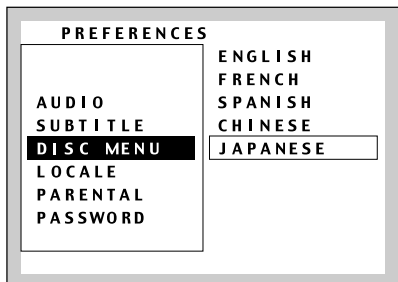 PREFERENCES
AUDIO
SUBTITLE
DISC MENU
LOCALE
PARENTAL
PASSWORD
ENGLISH
FRENCH
SPANISH
CHINESE
JAPANESE